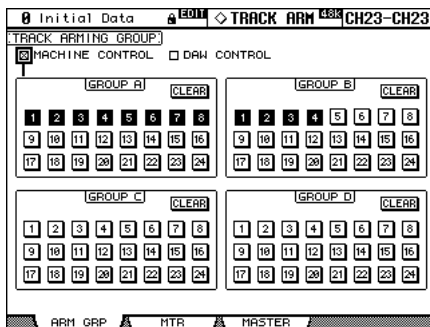 0 Initial Data EDIT ◇TRACK ARM 48K CH23-CH23
TRACK ARMING GROUP
MACHINE CONTROL DAW CONTROL
GROUP A CLEAR GROUP B CLEAR
1 2 3 4 5 6 7 8 1 2 3 4 5 6 7 8
9 10 11 12 13 14 15 16 9 10 11 12 13 14 15 16
17 18 19 20 21 22 23 24 17 18 19 20 21 22 23 24
GROUP C CLEAR GROUP D CLEAR
1 2 3 4 5 6 7 8 1 2 3 4 5 6 7 8
9 10 11 12 13 14 15 16 9 10 11 12 13 14 15 16
17 18 19 20 21 22 23 24 17 18 19 20 21 22 23 24
ARM GRP MTR MASTER